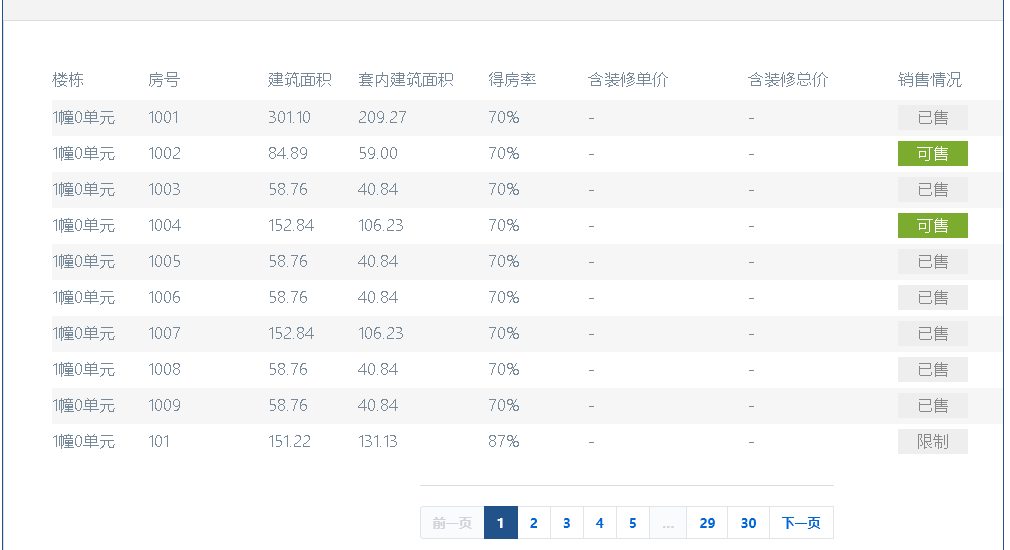 楼栋 房号 建筑面积 套内建筑面积 得房率 含装修单价 含装修总价 销售情况
1幢0单元 1001 301.10 209.27 70% - - 已售
1幢0单元 1002 84.89 59.00 70% - - 可售
1幢0单元 1003 58.76 40.84 70% - - 已售
1幢0单元 1004 152.84 106.23 70% - - 可售
1幢0单元 1005 58.76 40.84 70% - - 已售
1幢0单元 1006 58.76 40.84 70% - - 已售
1幢0单元 1007 152.84 106.23 70% - - 已售
1幢0单元 1008 58.76 40.84 70% - - 已售
1幢0单元 1009 58.76 40.84 70% - - 已售
1幢0单元 101 151.22 131.13 87% - - 限制
前一页 1 2 3 4 5 ... 29 30 下一页